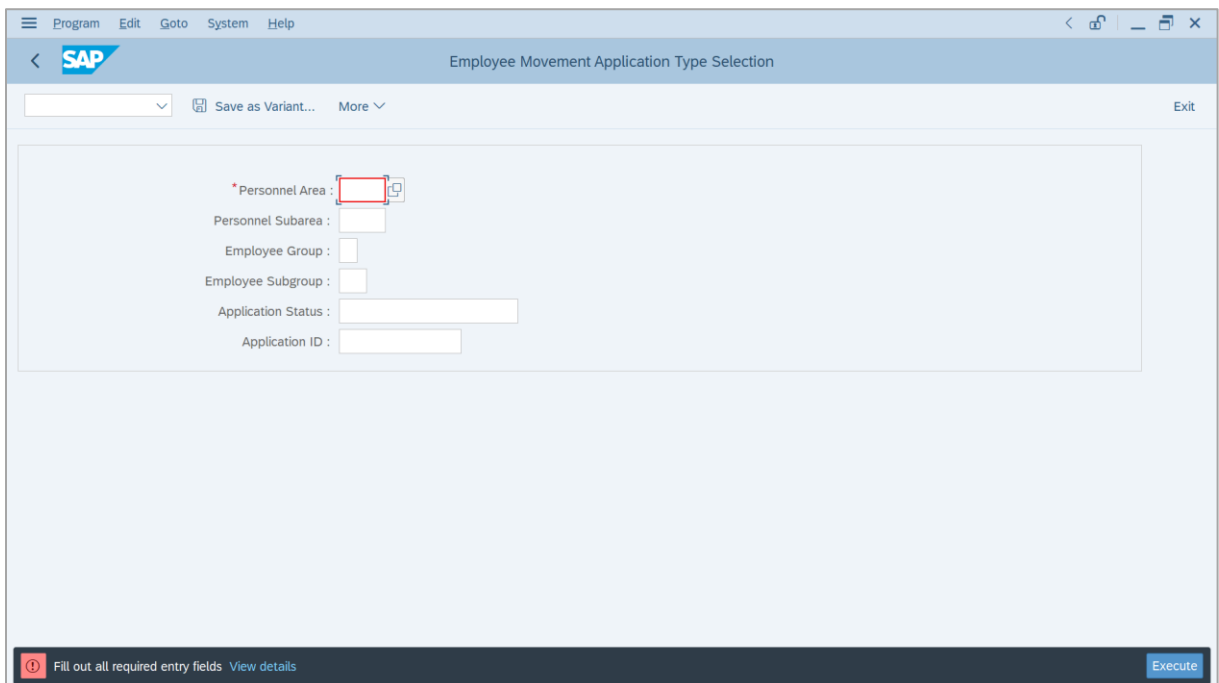 Program Edit Goto System Help
SAP Employee Movement Application Type Selection
Save as Variant... More Exit
*Personnel Area :
Personnel Subarea :
Employee Group :
Employee Subgroup :
Application Status :
Application ID :
Fill out all required entry fields View details Execute